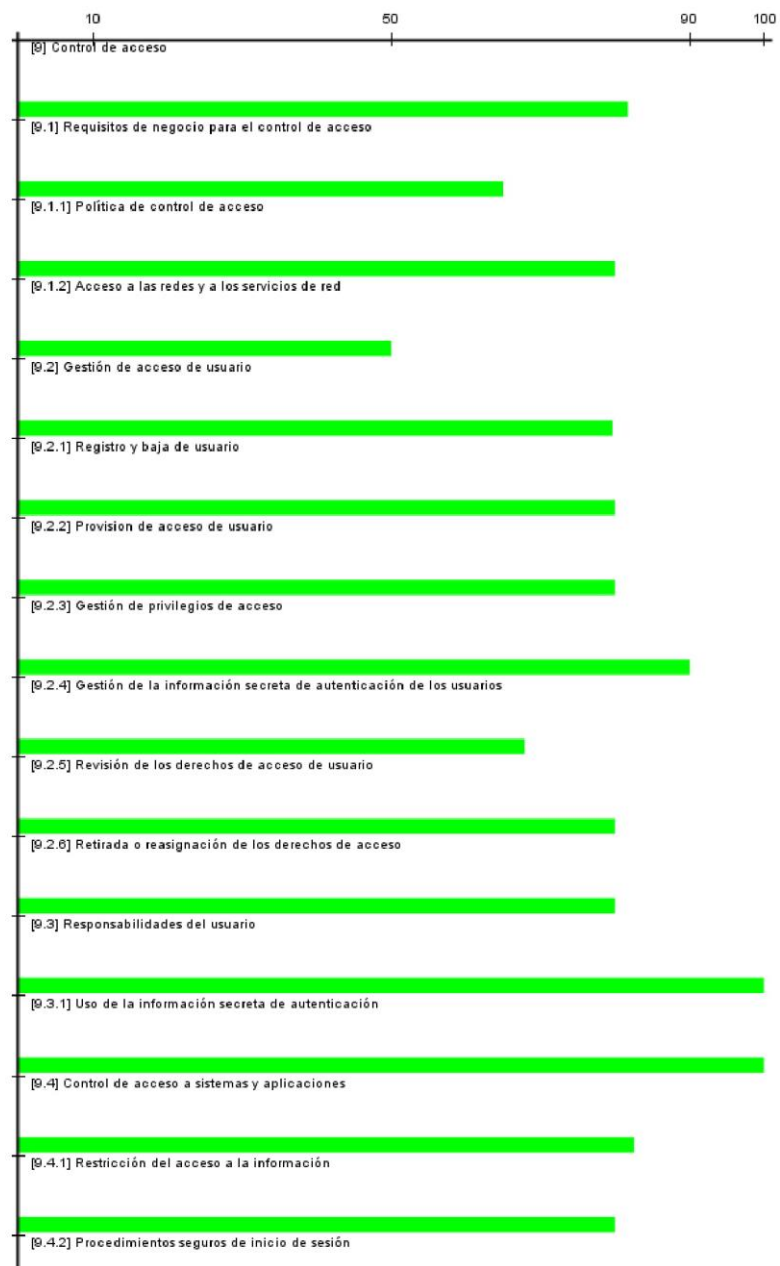 10 50 90 100
[9] Control de acceso
[9.1] Requisitos de negocio para el control de acceso
[9.1.1] Política de control de acceso
[9.1.2] Acceso a las redes y a los servicios de red
[9.2] Gestión de acceso de usuario
[9.2.1] Registro y baja de usuario
[9.2.2] Provision de acceso de usuario
[9.2.3] Gestión de privilegios de acceso
[9.2.4] Gestión de la información secreta de autenticación de los usuarios
[9.2.5] Revisión de los derechos de acceso de usuario
[9.2.6] Retirada o reasignación de los derechos de acceso
[9.3] Responsabilidades del usuario
[9.3.1] Uso de la información secreta de autenticación
[9.4] Control de acceso a sistemas y aplicaciones
[9.4.1] Restricción del acceso a la información
[9.4.2] Procedimientos seguros de inicio de sesión